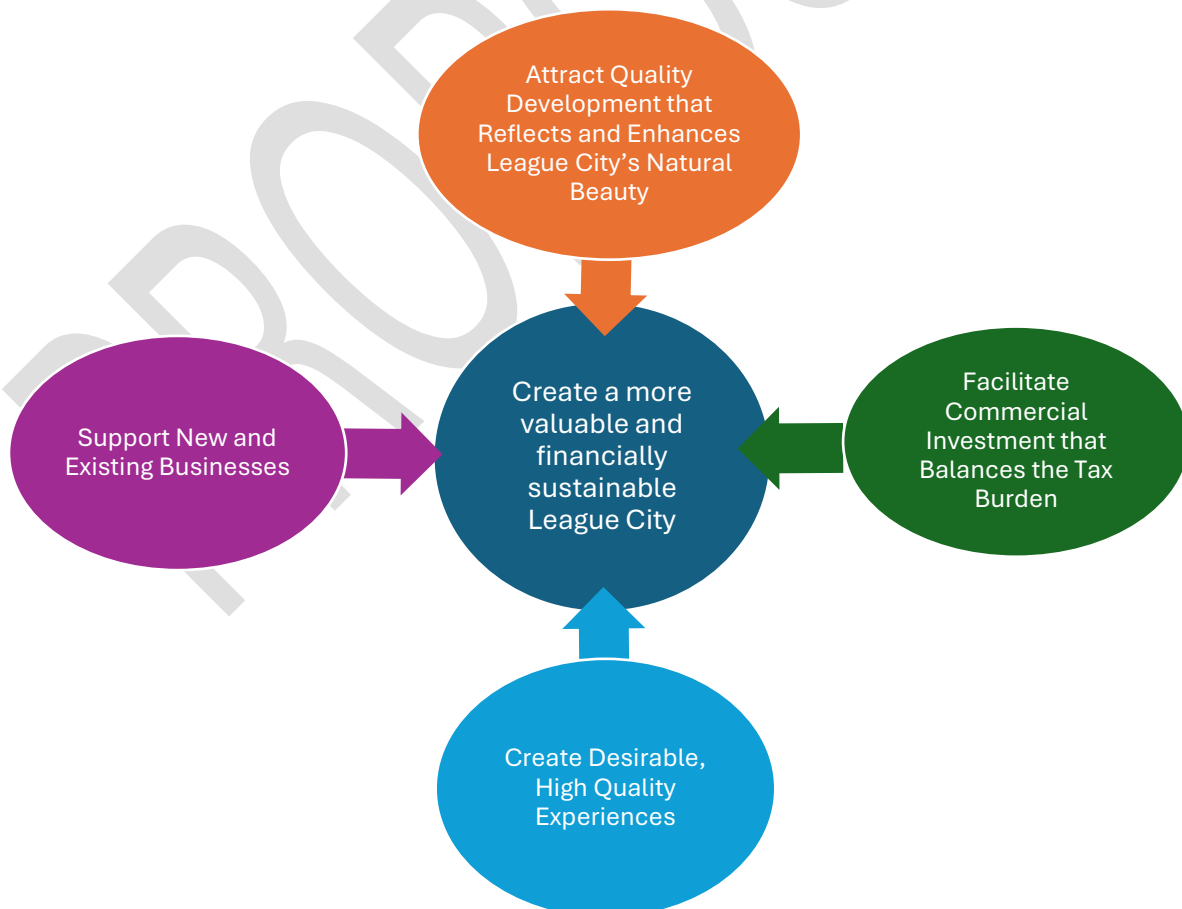 Attract Quality
Development that
Reflects and Enhances
League City’s Natural
Beauty
Support New and
Existing Businesses
Create a more
valuable and
financially
sustainable
League City
Facilitate
Commercial
Investment that
Balances the Tax
Burden
Create Desirable,
High Quality
Experiences